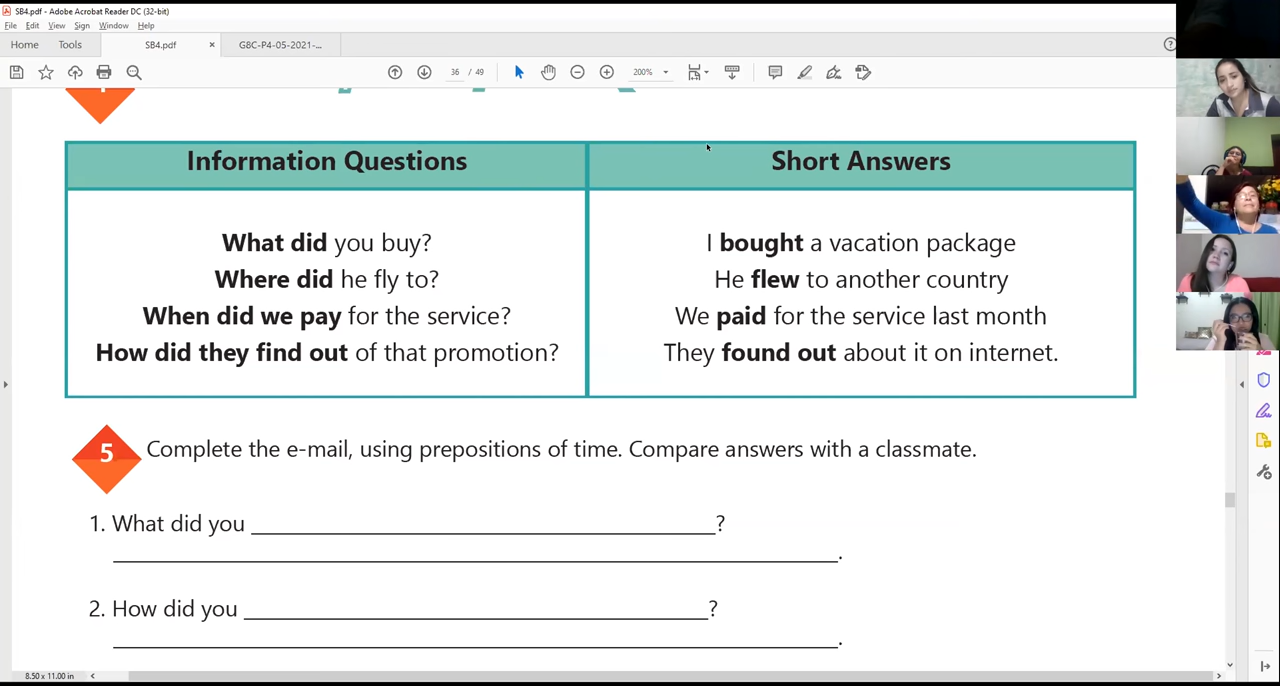 SB4.pdf - Adobe Acrobat Reader DC (32-bit)
File Edit View Sign Window Help
Home Tools SB4.pdf × G8C-P4-05-2021-... ?
36 / 49 200%
Information Questions Short Answers
What did you buy? I bought a vacation package
Where did he fly to? He flew to another country
When did we pay for the service? We paid for the service last month
How did they find out of that promotion? They found out about it on internet.
5 Complete the e-mail, using prepositions of time. Compare answers with a classmate.
1. What did you ______________________________?
______________________________.
2. How did you ______________________________?
______________________________.
8.50 x 11.00 in